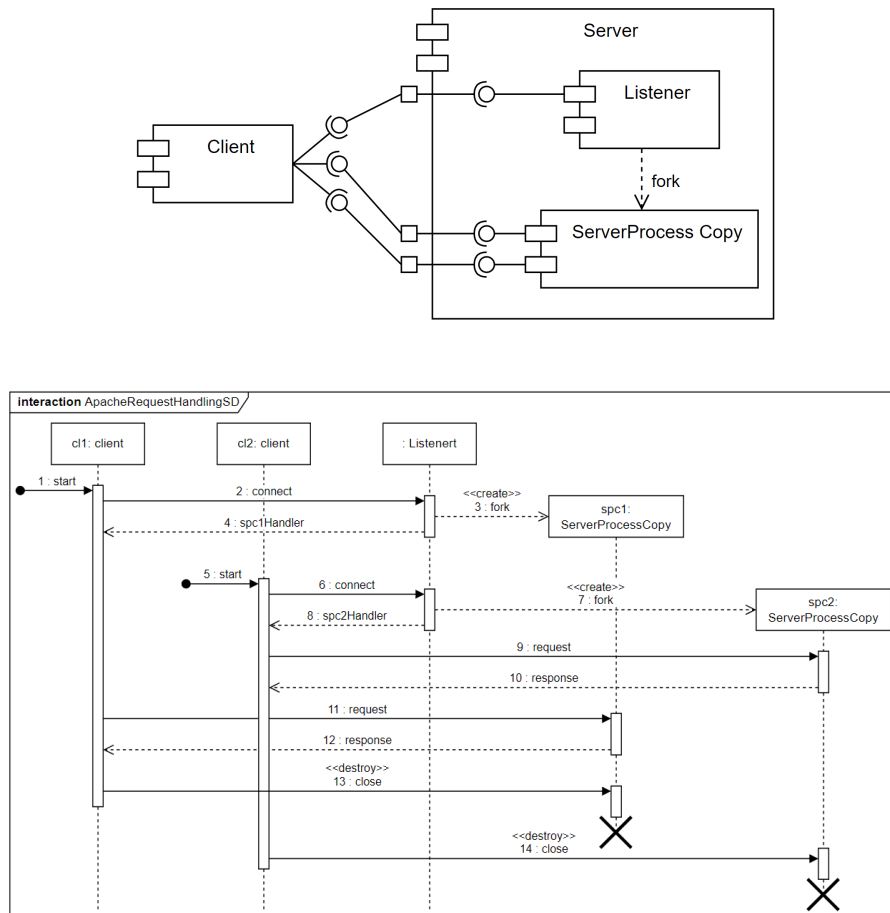 Server
Listener
Client
fork
ServerProcess Copy
interaction ApacheRequestHandlingSD
cl1: client
cl2: client
: Listenert
1 : start
2 : connect
<<create>>
3 : fork
spc1:
ServerProcessCopy
4 : spc1Handler
5 : start
6 : connect
<<create>>
7 : fork
spc2:
ServerProcessCopy
8 : spc2Handler
9 : request
10 : response
11 : request
12 : response
<<destroy>>
13 : close
<<destroy>>
14 : close